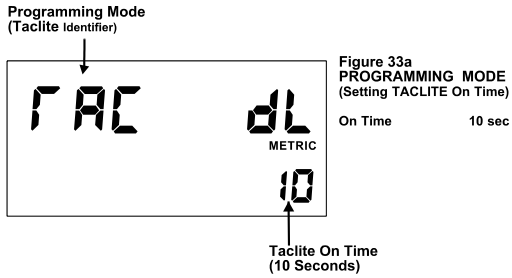 Programming Mode
(Taclite Identifier)
Figure 33a
PROGRAMMING MODE
(Setting TACLITE On Time)
On Time 10 sec
TAC dL
METRIC
10
Taclite On Time
(10 Seconds)